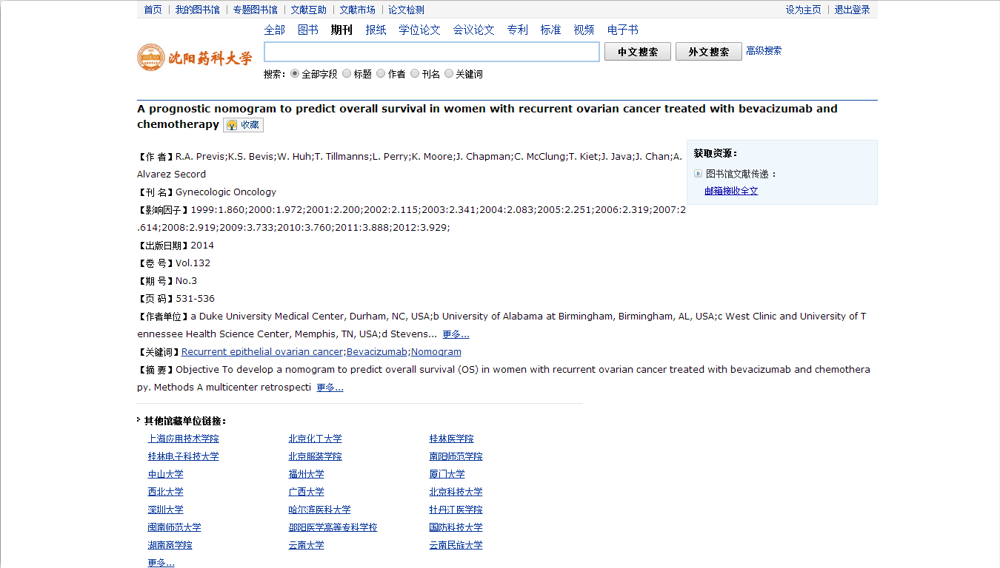 首页 | 我的图书馆 | 专题图书馆 | 文献互助 | 文献市场 | 论文检测 设为主页 | 退出登录
全部 图书 期刊 报纸 学位论文 会议论文 专利 标准 视频 电子书
沈阳药科大学
中文搜索 外文搜索 高级搜索
搜索： 全部字段 标题 作者 刊名 关键词
A prognostic nomogram to predict overall survival in women with recurrent ovarian cancer treated with bevacizumab and
chemotherapy 收藏
【作 者】R.A. Previs;K.S. Bevis;W. Huh;T. Tillmanns;L. Perry;K. Moore;J. Chapman;C. McClung;T. Kiet;J. Java;J. Chan;A.
Alvarez Secord
【刊 名】Gynecologic Oncology
【影响因子】1999:1.860;2000:1.972;2001:2.200;2002:2.115;2003:2.341;2004:2.083;2005:2.251;2006:2.319;2007:2
.614;2008:2.919;2009:3.733;2010:3.760;2011:3.888;2012:3.929;
【出版日期】2014
【卷 号】Vol.132
【期 号】No.3
【页 码】531-536
【作者单位】a Duke University Medical Center, Durham, NC, USA;b University of Alabama at Birmingham, Birmingham, AL, USA;c West Clinic and University of T
ennessee Health Science Center, Memphis, TN, USA;d Stevens... 更多...
【关键词】Recurrent epithelial ovarian cancer;Bevacizumab;Nomogram
【摘 要】Objective To develop a nomogram to predict overall survival (OS) in women with recurrent ovarian cancer treated with bevacizumab and chemothera
py. Methods A multicenter retrospecti 更多...
获取资源：
图书馆文献传递 ：
邮箱接收全文
其他馆藏单位链接：
上海应用技术学院 北京化工大学 桂林医学院
桂林电子科技大学 北京服装学院 南阳师范学院
中山大学 福州大学 厦门大学
西北大学 广西大学 北京科技大学
深圳大学 哈尔滨医科大学 牡丹江医学院
闽南师范大学 邵阳医学高等专科学校 国防科技大学
湖南商学院 云南大学 云南民族大学
更多...